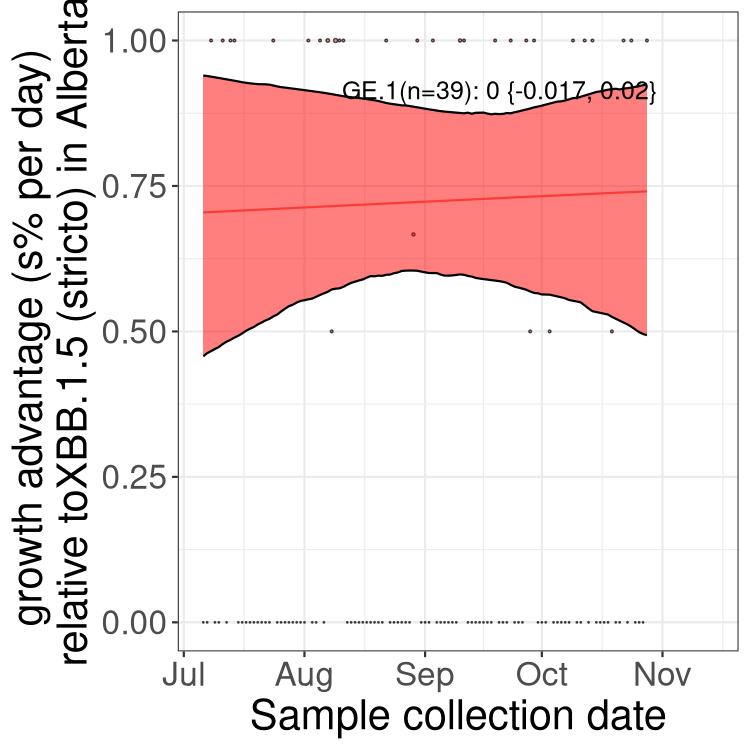 growth advantage (s% per day)
relative toXBB.1.5 (stricto) in Alberta
1.00
0.75
0.50
0.25
0.00
GE.1(n=39): 0 {-0.017, 0.02}
Jul Aug Sep Oct Nov
Sample collection date